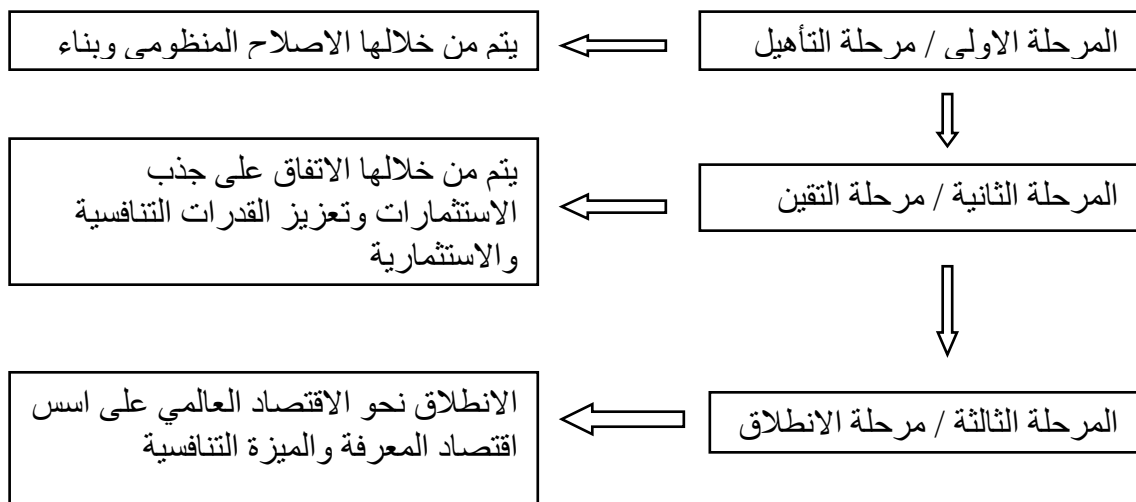 المرحلة الاولى / مرحلة التأهيل
يتم من خلالها الاصلاح المنظومي وبناء
المرحلة الثانية / مرحلة التقين
يتم من خلالها الاتفاق على جذب
الاستثمارات وتعزيز القدرات التنافسية
والاستثمارية
المرحلة الثالثة / مرحلة الانطلاق
الانطلاق نحو الاقتصاد العالمي على اسس
اقتصاد المعرفة والميزة التنافسية